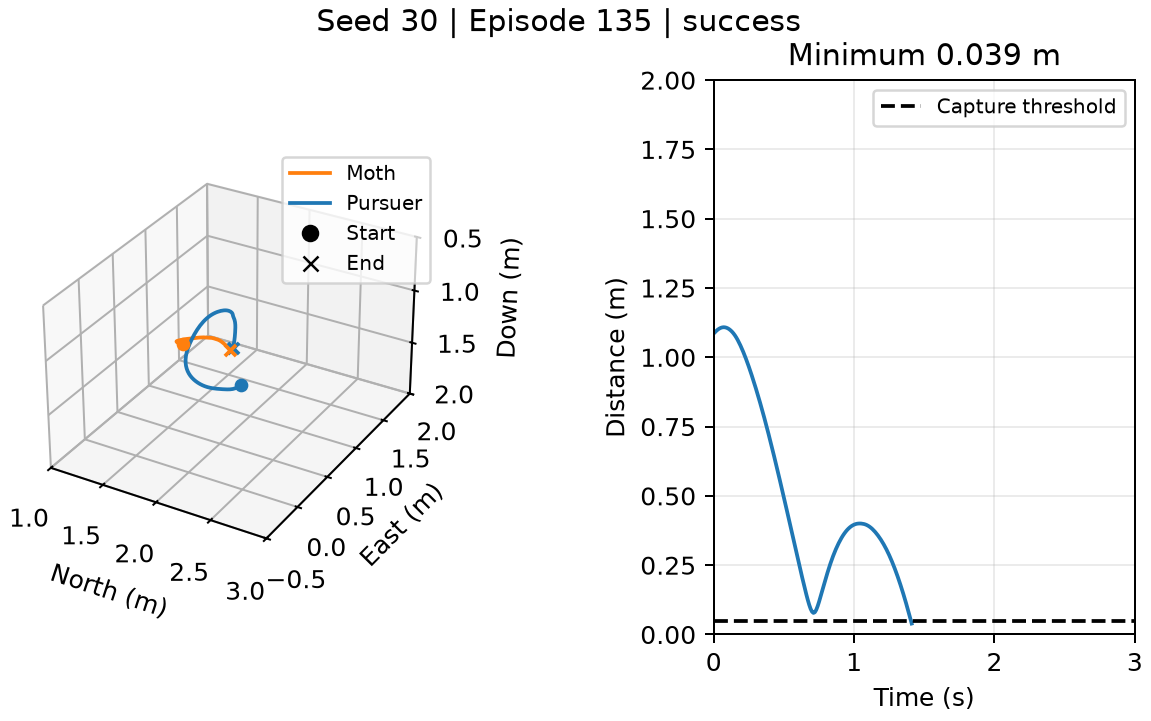 Seed 30 | Episode 135 | success
Moth
Pursuer
Start
End
0.5
1.0
1.5
2.0
Down (m)
2.0
1.5
1.0
0.5
0.0
−0.5
East (m)
1.0
1.5
2.0
2.5
3.0
North (m)
Minimum 0.039 m
Capture threshold
2.00
1.75
1.50
1.25
1.00
0.75
0.50
0.25
0.00
Distance (m)
0
1
2
3
Time (s)